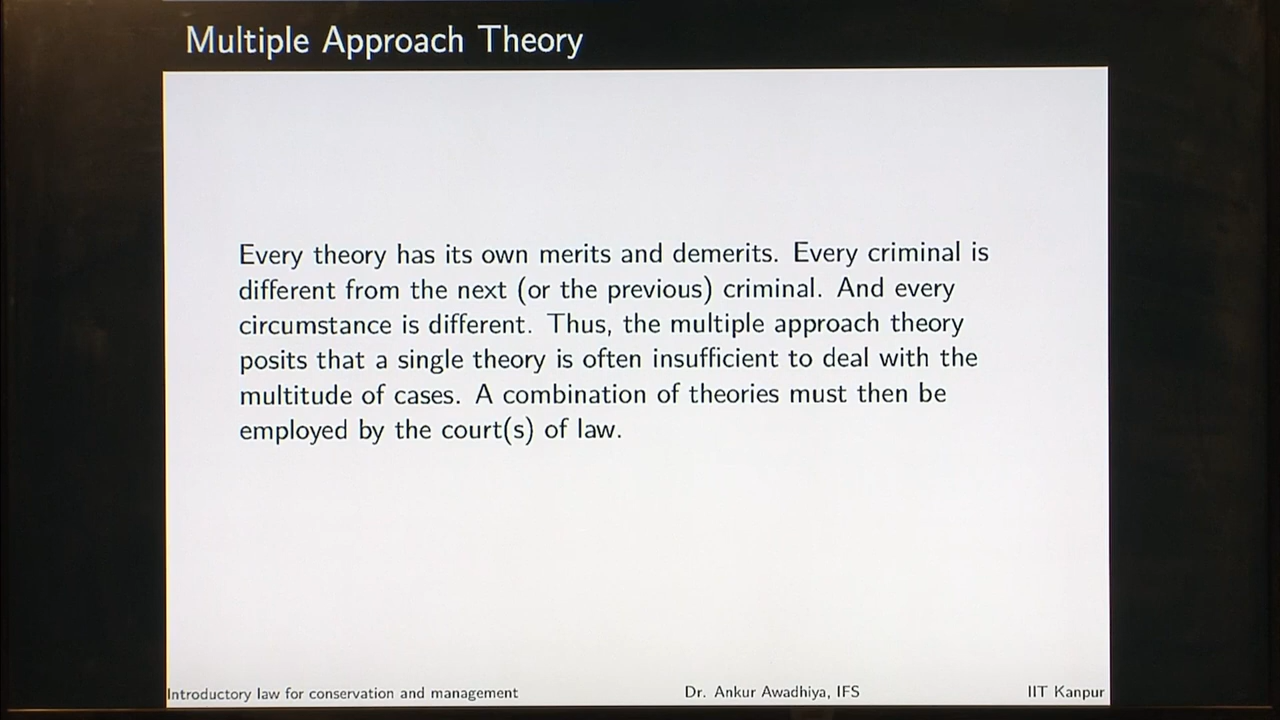 Multiple Approach Theory
Every theory has its own merits and demerits. Every criminal is
different from the next (or the previous) criminal. And every
circumstance is different. Thus, the multiple approach theory
posits that a single theory is often insufficient to deal with the
multitude of cases. A combination of theories must then be
employed by the court(s) of law.
Introductory law for conservation and management
Dr. Ankur Awadhiya, IFS
IIT Kanpur